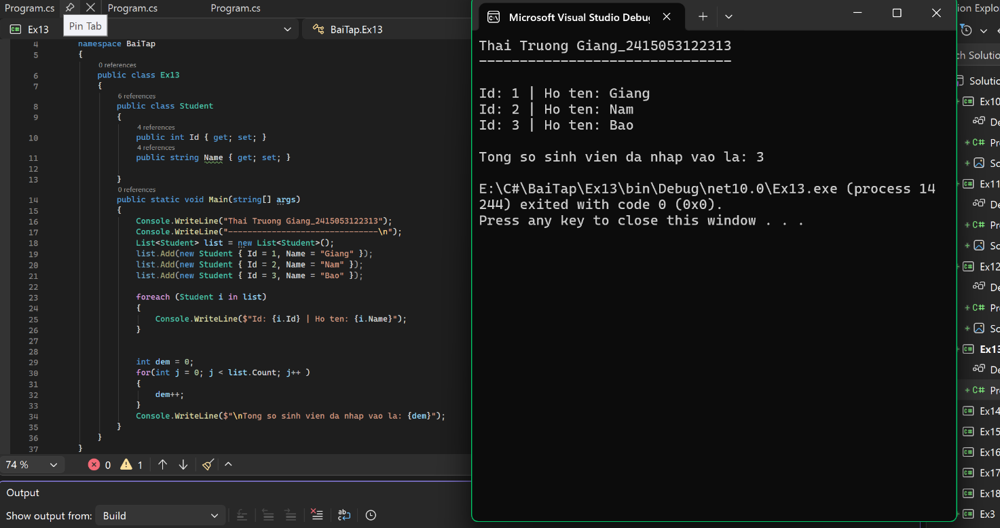 Program.cs
Program.cs
Program.cs
Pin Tab
C# Ex13
BaiTap.Ex13
4 namespace BaiTap
5 {
0 references
6 public class Ex13
7 {
6 references
8 public class Student
9 {
4 references
10 public int Id { get; set; }
4 references
11 public string Name { get; set; }
12
13 }
0 references
14 public static void Main(string[] args)
15 {
16 Console.WriteLine("Thai Truong Giang_2415053122313");
17 Console.WriteLine("-------------------------------\n");
18 List<Student> list = new List<Student>();
19 list.Add(new Student { Id = 1, Name = "Giang" });
20 list.Add(new Student { Id = 2, Name = "Nam" });
21 list.Add(new Student { Id = 3, Name = "Bao" });
22
23 foreach (Student i in list)
24 {
25 Console.WriteLine($"Id: {i.Id} | Ho ten: {i.Name}");
26 }
27
28
29 int dem = 0;
30 for(int j = 0; j < list.Count; j++ )
31 {
32 dem++;
33 }
34 Console.WriteLine($"\nTong so sinh vien da nhap vao la: {dem}");
35 }
36 }
37 }
74 %
0
1
Output
Show output from: Build
Microsoft Visual Studio Debu
Thai Truong Giang_2415053122313
-------------------------------
Id: 1 | Ho ten: Giang
Id: 2 | Ho ten: Nam
Id: 3 | Ho ten: Bao
Tong so sinh vien da nhap vao la: 3
E:\C#\BaiTap\Ex13\bin\Debug\net10.0\Ex13.exe (process 14
244) exited with code 0 (0x0).
Press any key to close this window . . .
ion Explo
ch Solutio
Solutio
C# Ex10
De
C# Pr
So
C# Ex11
De
C# Pr
So
C# Ex12
De
C# Pr
So
C# Ex13
De
C# Pr
C# Ex14
C# Ex15
C# Ex16
C# Ex17
C# Ex18
C# Ex3